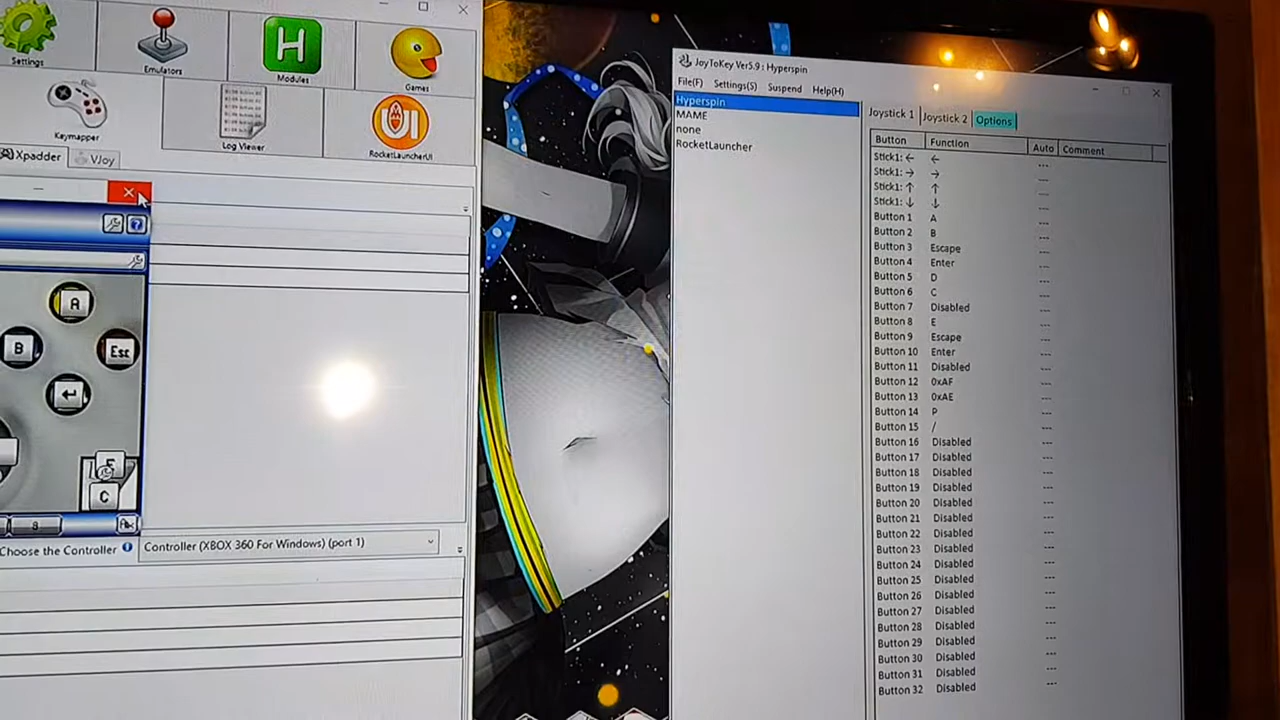 Settings
Emulators
H
Modules
Games
Keymapper
Log Viewer
UI
RocketLauncherUI
Xpadder
VJoy
A
B
Esc
C
8
Choose the Controller
Controller (XBOX 360 For Windows) (port 1)
JoyToKey Ver5.9 : Hyperspin
File(F) Settings(S) Suspend Help(H)
Hyperspin
MAME
none
RocketLauncher
Joystick 1 Joystick 2 Options
Button Function Auto Comment
Stick1: ← ← ---
Stick1: → → ---
Stick1: ↑ ↑ ---
Stick1: ↓ ↓ ---
Button 1 A ---
Button 2 B ---
Button 3 Escape ---
Button 4 Enter ---
Button 5 D ---
Button 6 C ---
Button 7 Disabled ---
Button 8 E ---
Button 9 Escape ---
Button 10 Enter ---
Button 11 Disabled ---
Button 12 0xAF ---
Button 13 0xAE ---
Button 14 P ---
Button 15 / ---
Button 16 Disabled ---
Button 17 Disabled ---
Button 18 Disabled ---
Button 19 Disabled ---
Button 20 Disabled ---
Button 21 Disabled ---
Button 22 Disabled ---
Button 23 Disabled ---
Button 24 Disabled ---
Button 25 Disabled ---
Button 26 Disabled ---
Button 27 Disabled ---
Button 28 Disabled ---
Button 29 Disabled ---
Button 30 Disabled ---
Button 31 Disabled ---
Button 32 Disabled ---